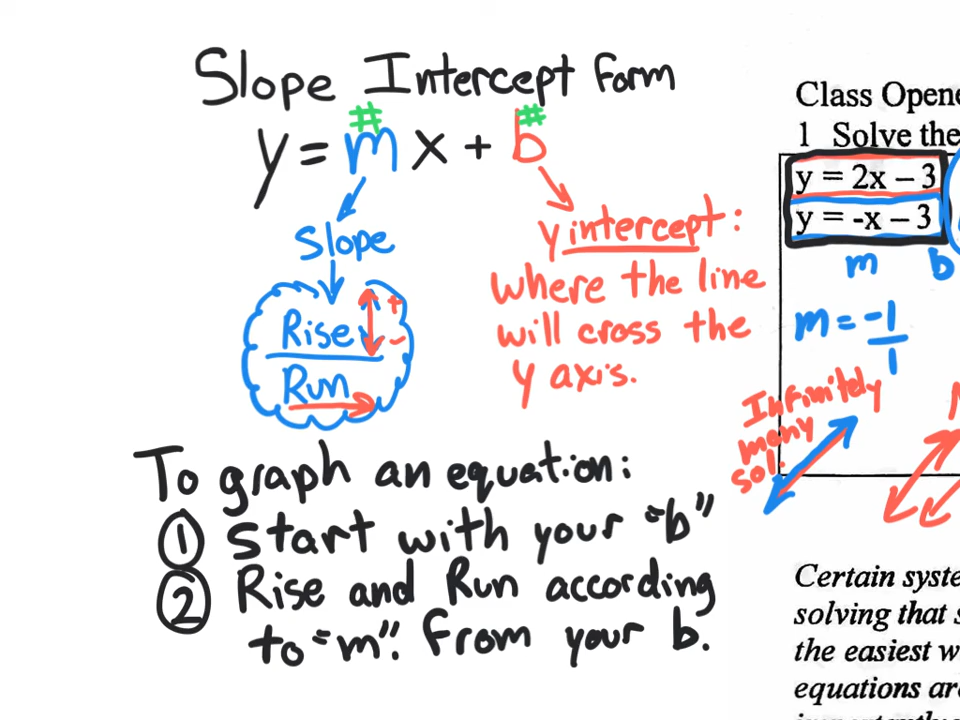 Slope Intercept Form
# #
y = m x + b
Slope
Rise + -
Run
y intercept:
where the line
will cross the
y axis.
To graph an equation:
① Start with your "b"
② Rise and Run according
to "m". From your b.
Class Opene
1 Solve the
y = 2x – 3
y = -x – 3
m b
m = -1/1
Infinitely
many
sol.
Certain syste
solving that s
the easiest w
equations are